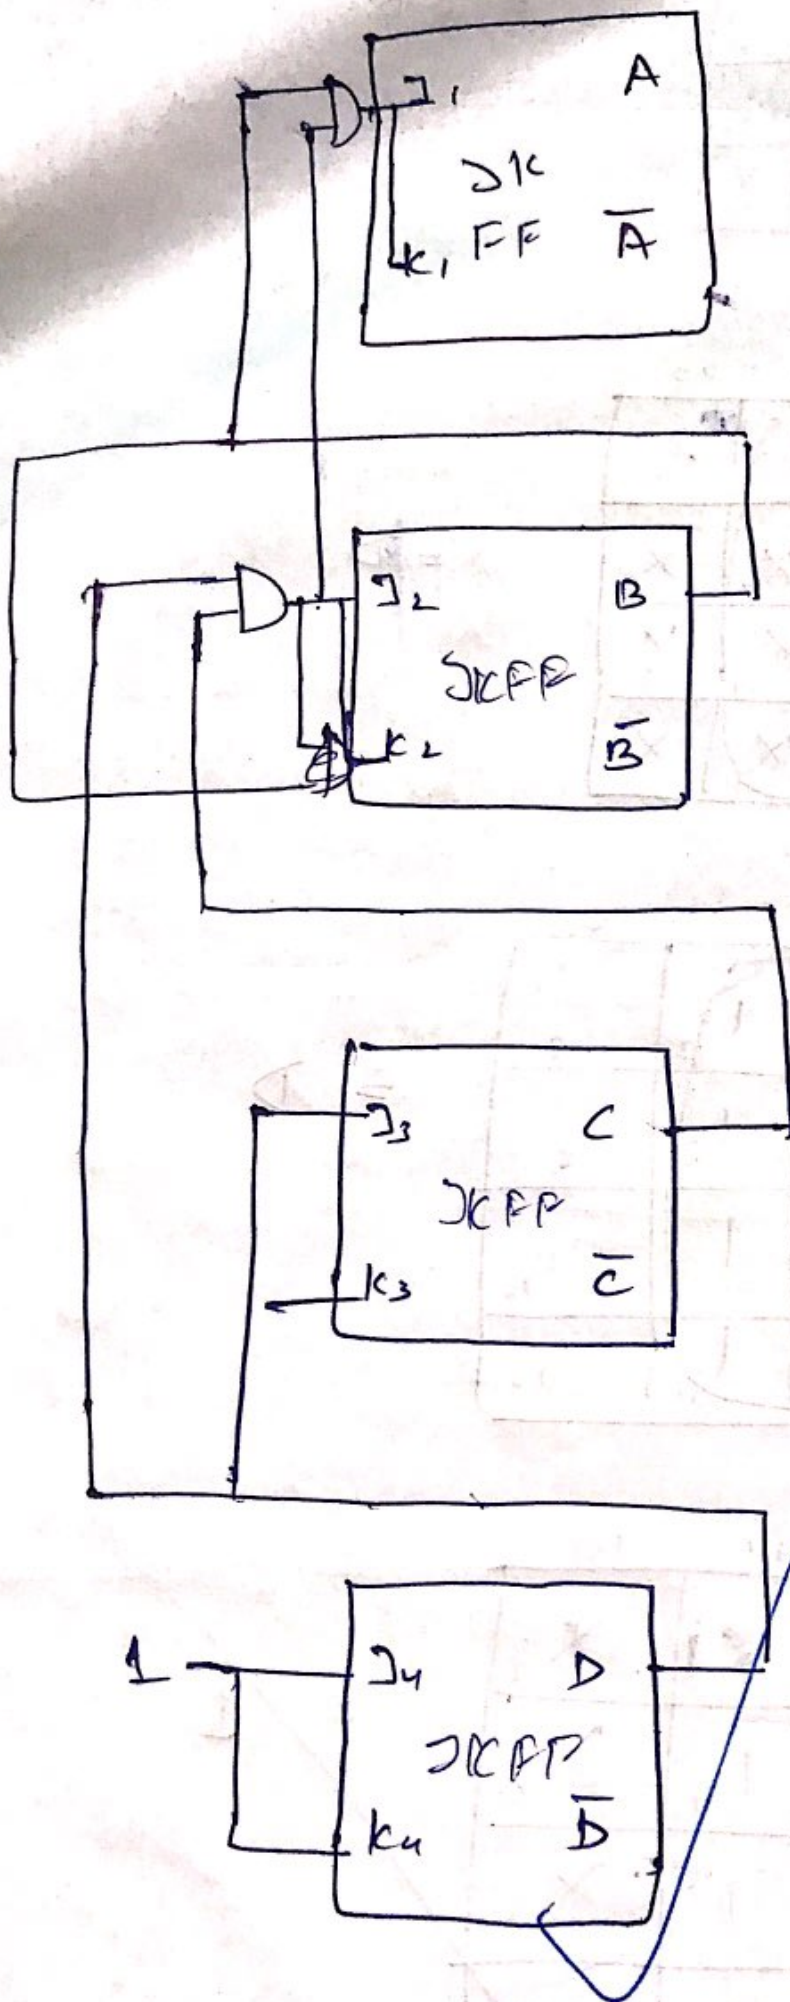 J₁ A
JK
FF A̅
K₁
J₂ B
JKFF
K₂ B̅
J₃ C
JKFF
K₃ C̅
1 J₄ D
JKFF
K₄ D̅